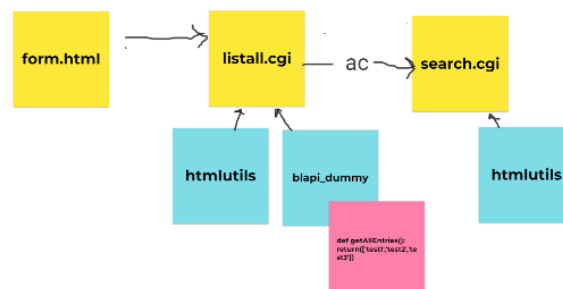 form.html
listall.cgi
ac
search.cgi
htmlutils
blapi_dummy
htmlutils
def getAllEntries():
return(['test1','test2','te
st3'])